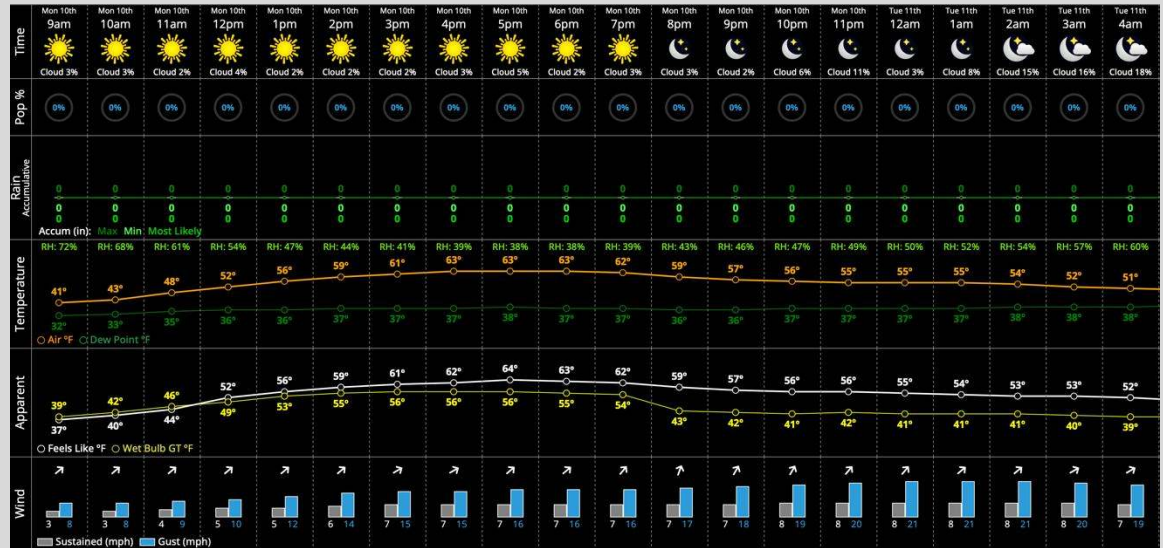 Mon 10th Mon 10th Mon 10th Mon 10th Mon 10th Mon 10th Mon 10th Mon 10th Mon 10th Mon 10th Mon 10th Mon 10th Mon 10th Mon 10th Mon 10th Tue 11th Tue 11th Tue 11th Tue 11th Tue 11th
Time 9am 10am 11am 12pm 1pm 2pm 3pm 4pm 5pm 6pm 7pm 8pm 9pm 10pm 11pm 12am 1am 2am 3am 4am
Cloud 3% Cloud 3% Cloud 2% Cloud 4% Cloud 2% Cloud 2% Cloud 2% Cloud 3% Cloud 5% Cloud 2% Cloud 3% Cloud 3% Cloud 2% Cloud 6% Cloud 11% Cloud 3% Cloud 8% Cloud 15% Cloud 16% Cloud 18%
Pop % 0% 0% 0% 0% 0% 0% 0% 0% 0% 0% 0% 0% 0% 0% 0% 0% 0% 0% 0% 0%
Rain
Accumulative
0 0 0 0 0 0 0 0 0 0 0 0 0 0 0 0 0 0 0 0
0 0 0 0 0 0 0 0 0 0 0 0 0 0 0 0 0 0 0 0
0 0 0 0 0 0 0 0 0 0 0 0 0 0 0 0 0 0 0 0
Accum (in): Max Min Most Likely
RH: 72% RH: 68% RH: 61% RH: 54% RH: 47% RH: 44% RH: 41% RH: 39% RH: 38% RH: 38% RH: 39% RH: 43% RH: 46% RH: 47% RH: 49% RH: 50% RH: 52% RH: 54% RH: 57% RH: 60%
Temperature
41° 43° 48° 52° 56° 59° 61° 63° 63° 63° 62° 59° 57° 56° 55° 55° 55° 54° 52° 51°
32° 33° 35° 36° 36° 37° 37° 37° 38° 37° 37° 36° 36° 37° 37° 37° 37° 38° 38° 38°
Air °F Dew Point °F
Apparent
39° 42° 46° 52° 56° 59° 61° 62° 64° 63° 62° 59° 57° 56° 56° 55° 54° 53° 53° 52°
37° 40° 44° 49° 53° 55° 56° 56° 56° 55° 54° 43° 42° 41° 42° 41° 41° 41° 40° 39°
Feels Like °F Wet Bulb GT °F
Wind
3 8 3 8 4 9 5 10 5 12 6 14 7 15 7 15 7 16 7 16 7 16 7 17 7 18 8 19 8 20 8 21 8 21 8 21 8 20 7 19
Sustained (mph) Gust (mph)